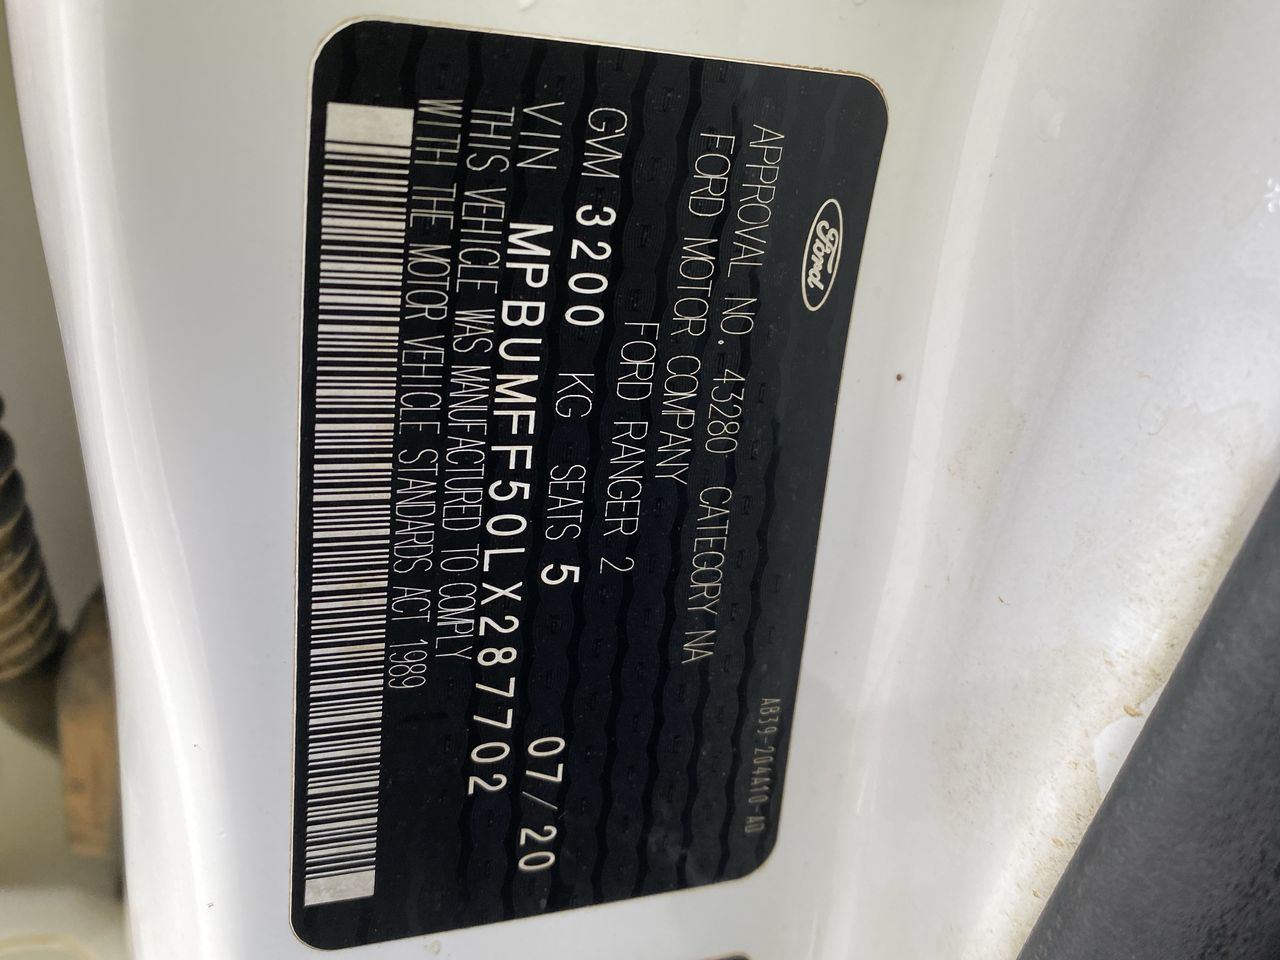 Ford
AB39-204A10-AD
APPROVAL NO. 43280 CATEGORY NA
FORD MOTOR COMPANY
FORD RANGER 2
GVM 3200 KG SEATS 5
07/20
VIN MPBUMFF50LX287702
THIS VEHICLE WAS MANUFACTURED TO COMPLY
WITH THE MOTOR VEHICLE STANDARDS ACT 1989